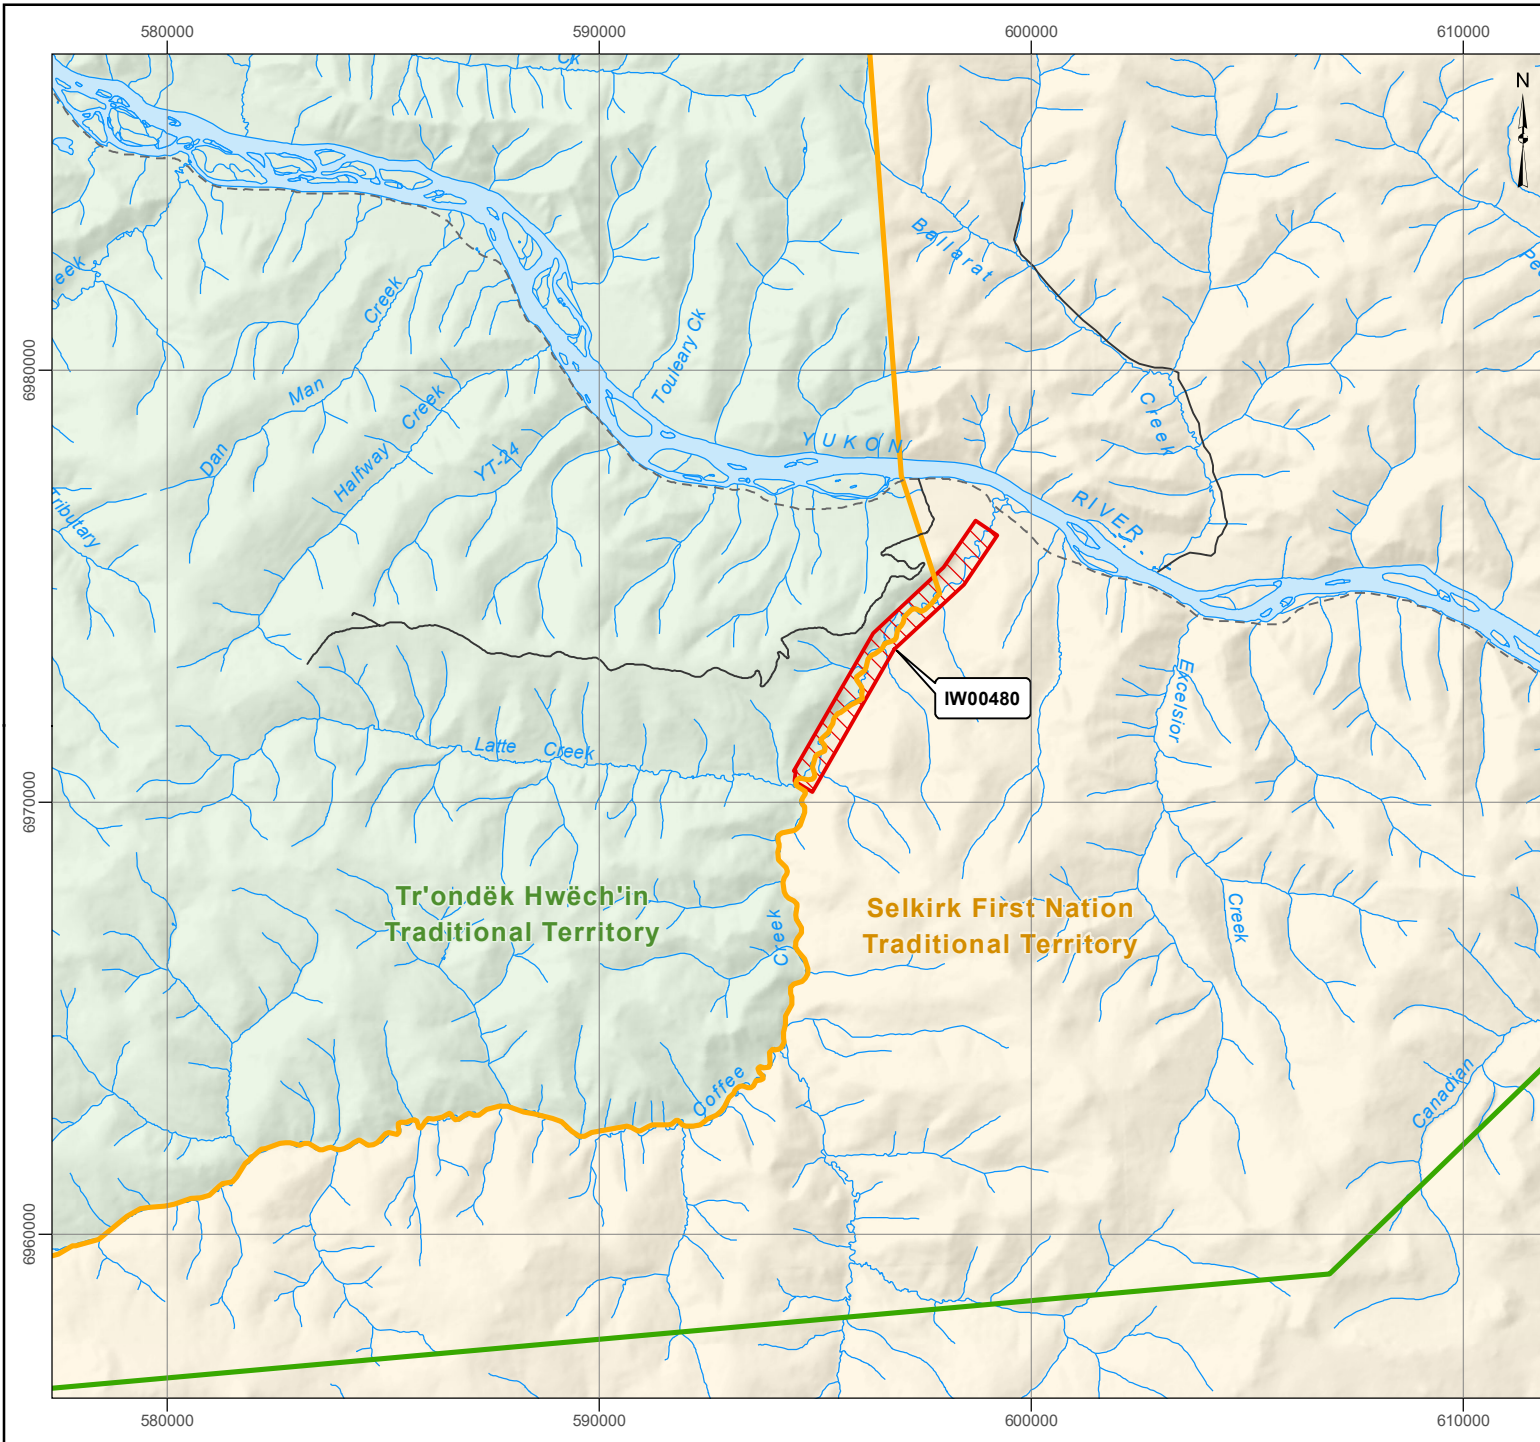 580000
590000
600000
610000
Ck
N
Ballarat
eek
Creek
Touleary Ck
Pe
6980000
6980000
Man
Creek
Creek
YUKON
Dan
Halfway
YT-24
Tributary
RIVER
IW00480
Excelsior
Latte Creek
6970000
Tr'ondëk Hwëch'in
Traditional Territory
Selkirk First Nation
Traditional Territory
Creek
Creek
Coffee
Canadian
6960000
580000
590000
600000
610000